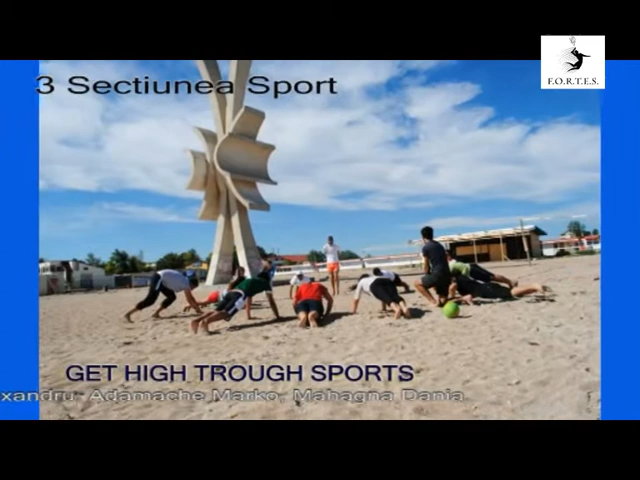 3 Sectiunea Sport
F.O.R.T.E.S.
GET HIGH TROUGH SPORTS
xandru, Adamache Marko, Mahagna Dania